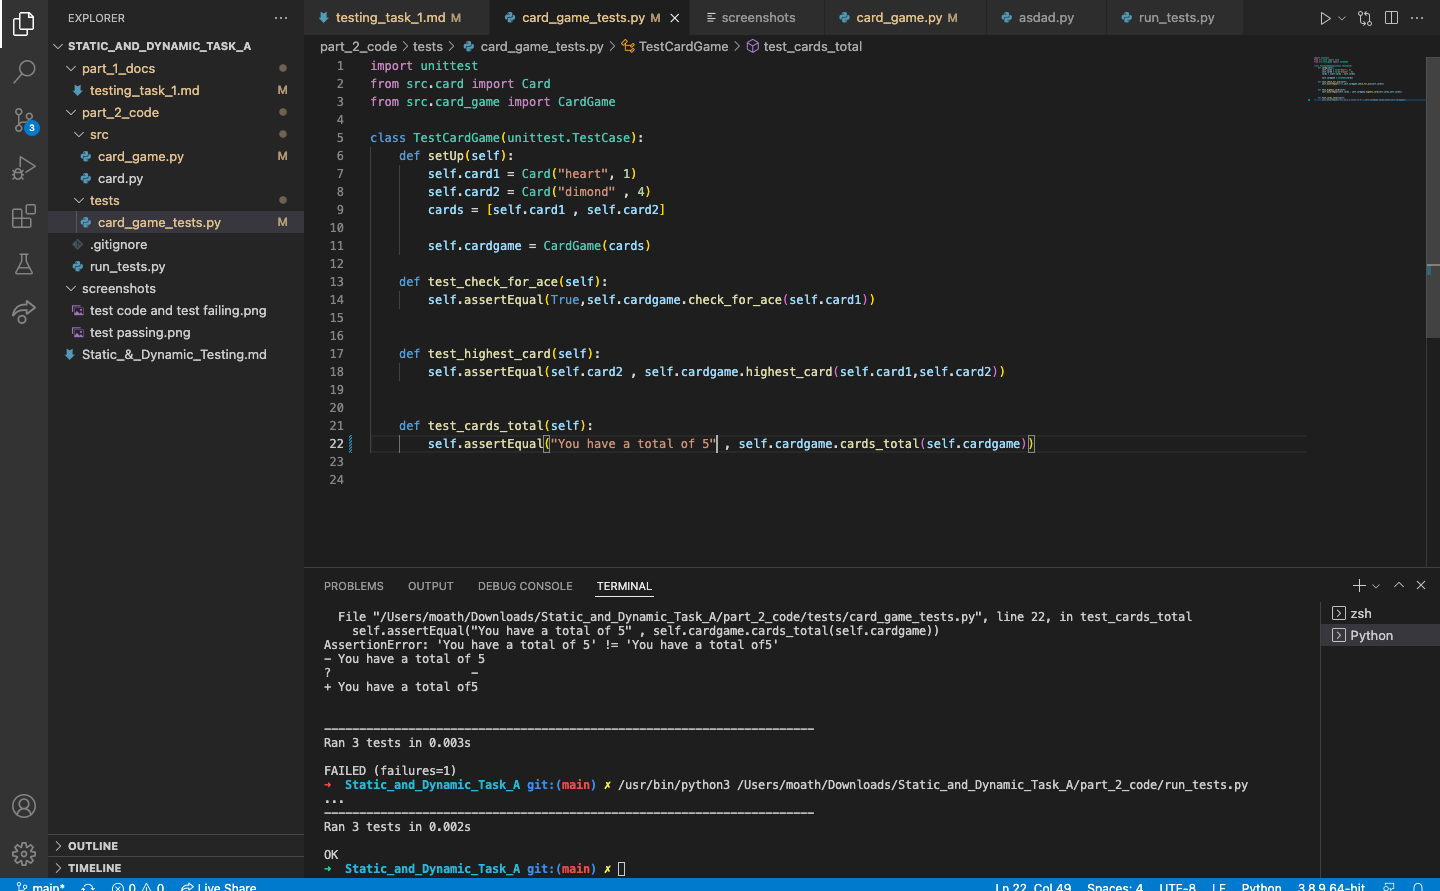 EXPLORER
STATIC_AND_DYNAMIC_TASK_A
part_1_docs
testing_task_1.md M
part_2_code
src
card_game.py M
card.py
tests
card_game_tests.py M
.gitignore
run_tests.py
screenshots
test code and test failing.png
test passing.png
Static_&_Dynamic_Testing.md
OUTLINE
TIMELINE
3
testing_task_1.md M card_game_tests.py M screenshots card_game.py M asdad.py run_tests.py
part_2_code > tests > card_game_tests.py > TestCardGame > test_cards_total
1 import unittest
2 from src.card import Card
3 from src.card_game import CardGame
4
5 class TestCardGame(unittest.TestCase):
6 def setUp(self):
7 self.card1 = Card("heart", 1)
8 self.card2 = Card("dimond" , 4)
9 cards = [self.card1 , self.card2]
10
11 self.cardgame = CardGame(cards)
12
13 def test_check_for_ace(self):
14 self.assertEqual(True,self.cardgame.check_for_ace(self.card1))
15
16
17 def test_highest_card(self):
18 self.assertEqual(self.card2 , self.cardgame.highest_card(self.card1,self.card2))
19
20
21 def test_cards_total(self):
22 self.assertEqual("You have a total of 5" , self.cardgame.cards_total(self.cardgame))
23
24
PROBLEMS OUTPUT DEBUG CONSOLE TERMINAL
File "/Users/moath/Downloads/Static_and_Dynamic_Task_A/part_2_code/tests/card_game_tests.py", line 22, in test_cards_total
self.assertEqual("You have a total of 5" , self.cardgame.cards_total(self.cardgame))
AssertionError: 'You have a total of 5' != 'You have a total of5'
- You have a total of 5
? -
+ You have a total of5
----------------------------------------------------------------------
Ran 3 tests in 0.003s
FAILED (failures=1)
➜ Static_and_Dynamic_Task_A git:(main) ✗ /usr/bin/python3 /Users/moath/Downloads/Static_and_Dynamic_Task_A/part_2_code/run_tests.py
...
----------------------------------------------------------------------
Ran 3 tests in 0.002s
OK
➜ Static_and_Dynamic_Task_A git:(main) ✗
zsh
Python
main* 0 0 Live Share Ln 22, Col 49 Spaces: 4 UTF-8 LF Python 3.8.9 64-bit